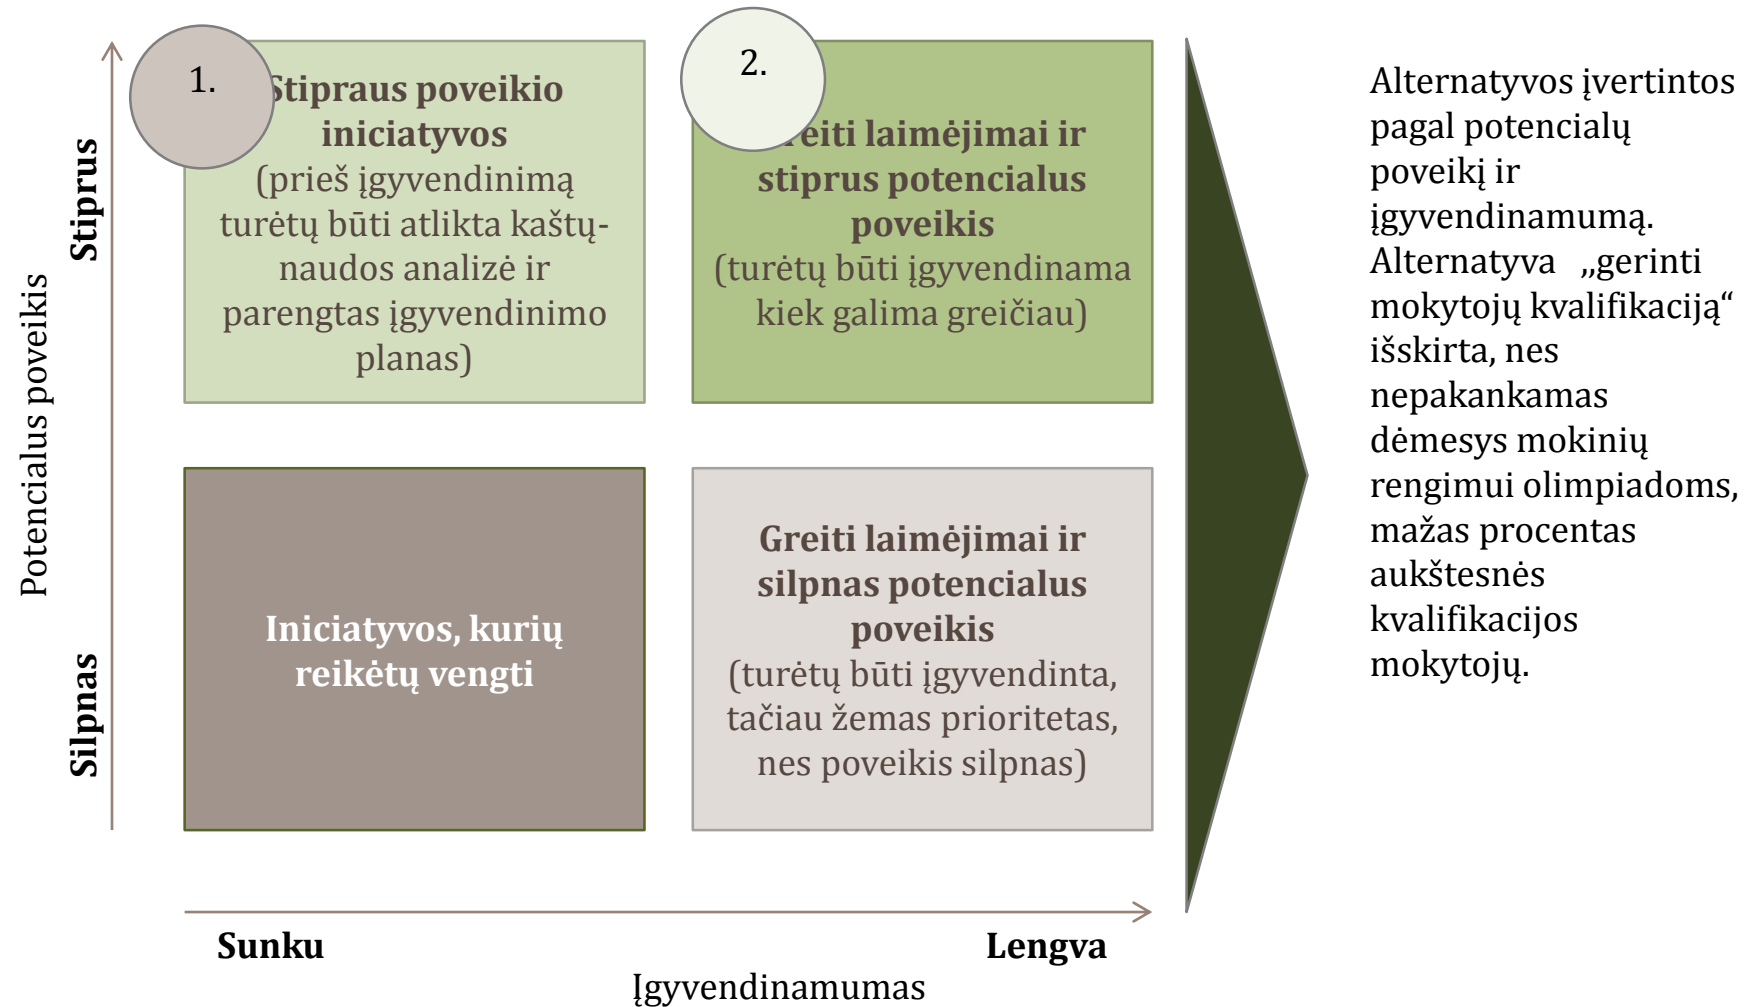 Potencialus poveikis
Stiprus
Silpnas
1.
Stipraus poveikio
iniciatyvos
(prieš įgyvendinimą
turėtų būti atlikta kaštų-
naudos analizė ir
parengtas įgyvendinimo
planas)
2.
Greiti laimėjimai ir
stiprus potencialus
poveikis
(turėtų būti įgyvendinama
kiek galima greičiau)
Iniciatyvos, kurių
reikėtų vengti
Greiti laimėjimai ir
silpnas potencialus
poveikis
(turėtų būti įgyvendinta,
tačiau žemas prioritetas,
nes poveikis silpnas)
Sunku
Lengva
Įgyvendinamumas
Alternatyvos įvertintos
pagal potencialų
poveikį ir
įgyvendinamumą.
Alternatyva „gerinti
mokytojų kvalifikaciją“
išskirta, nes
nepakankamas
dėmesys mokinių
rengimui olimpiadoms,
mažas procentas
aukštesnės
kvalifikacijos
mokytojų.